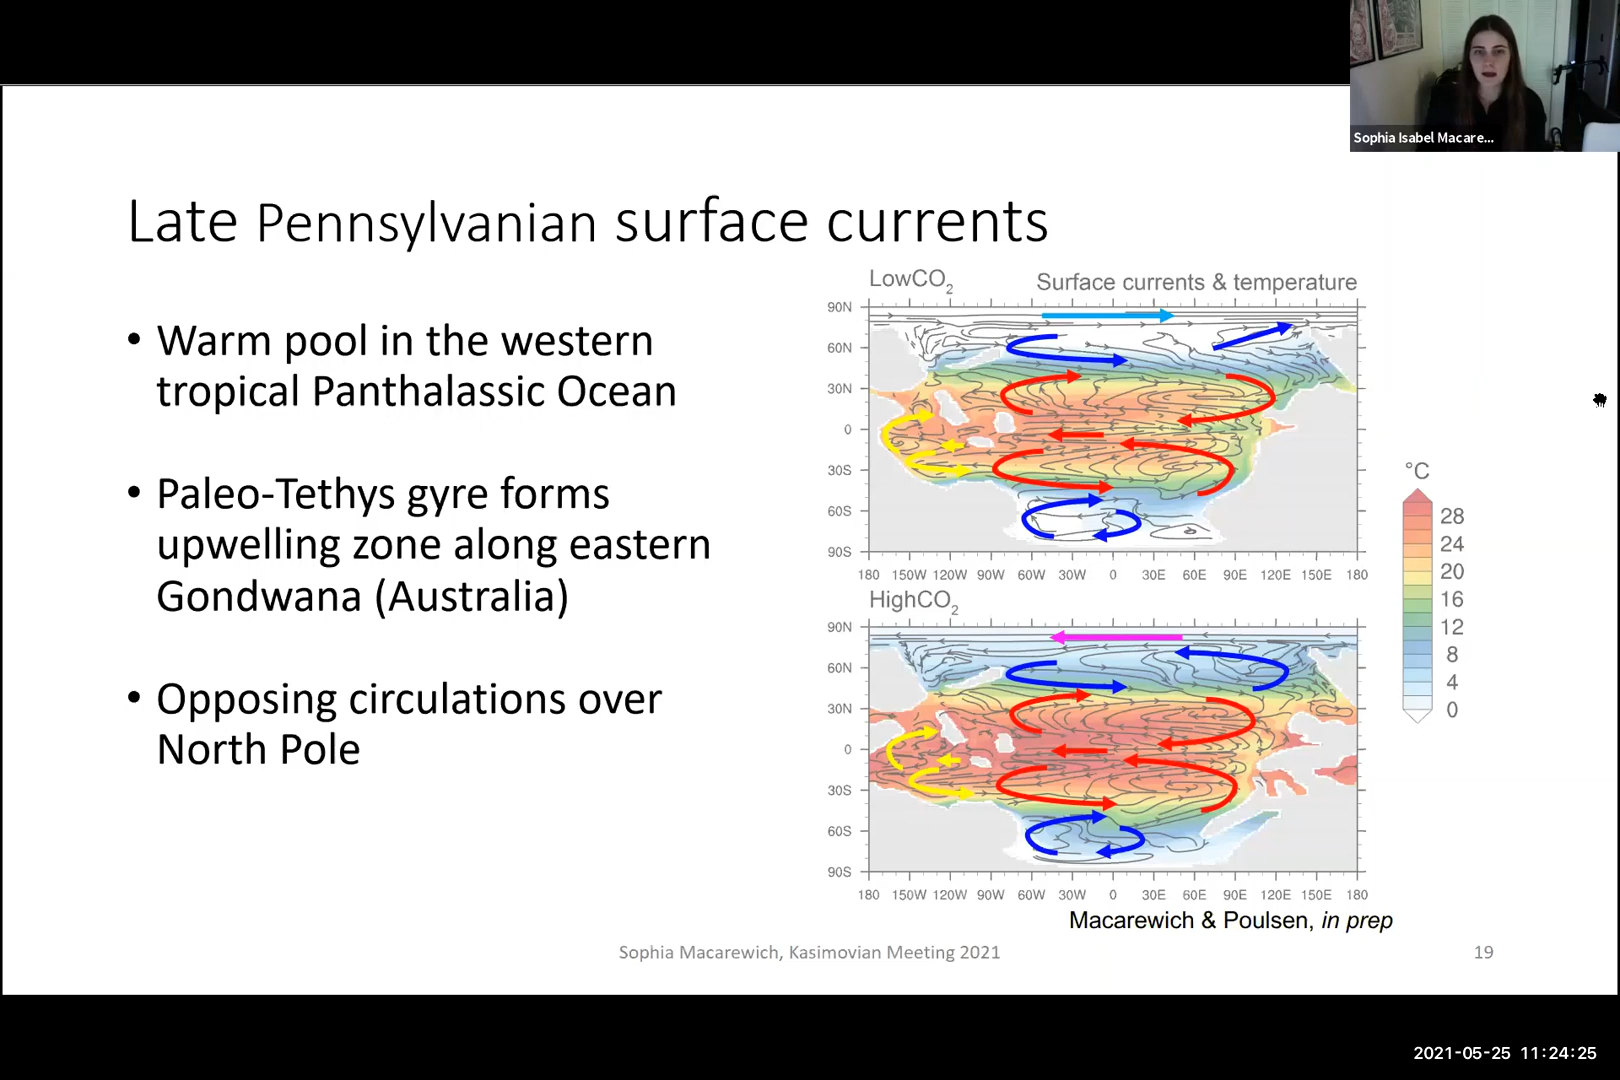 Sophia Isabel Macare...
Late Pennsylvanian surface currents
• Warm pool in the western
tropical Panthalassic Ocean
• Paleo-Tethys gyre forms
upwelling zone along eastern
Gondwana (Australia)
• Opposing circulations over
North Pole
LowCO2
Surface currents & temperature
90N
60N
30N
0
30S
60S
90S
180 150W 120W 90W 60W 30W 0 30E 60E 90E 120E 150E 180
HighCO2
90N
60N
30N
0
30S
60S
90S
180 150W 120W 90W 60W 30W 0 30E 60E 90E 120E 150E 180
°C
28
24
20
16
12
8
4
0
Macarewich & Poulsen, in prep
Sophia Macarewich, Kasimovian Meeting 2021
19
2021-05-25 11:24:25